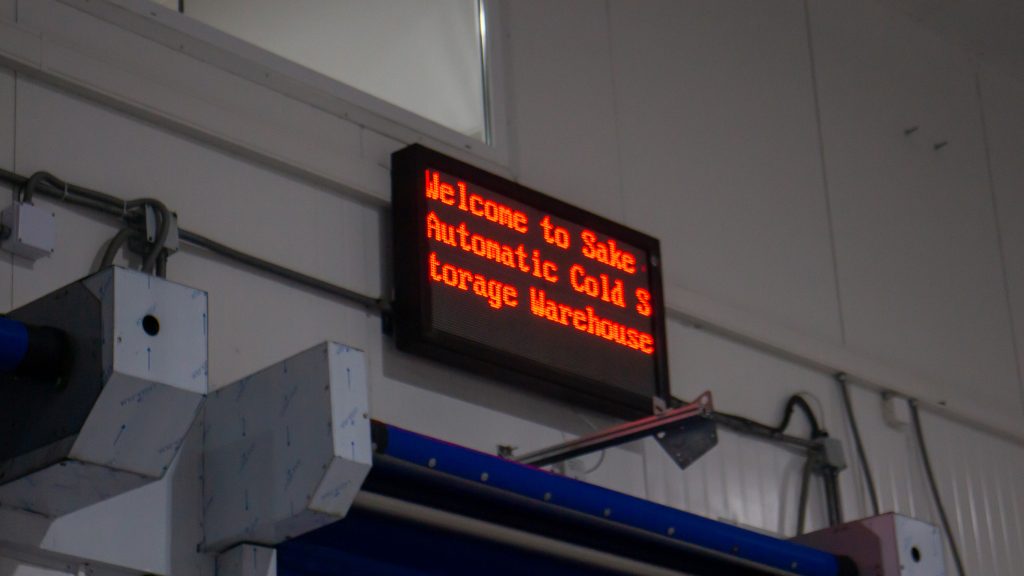 Welcome to Sake
Automatic Cold S
torage Warehouse